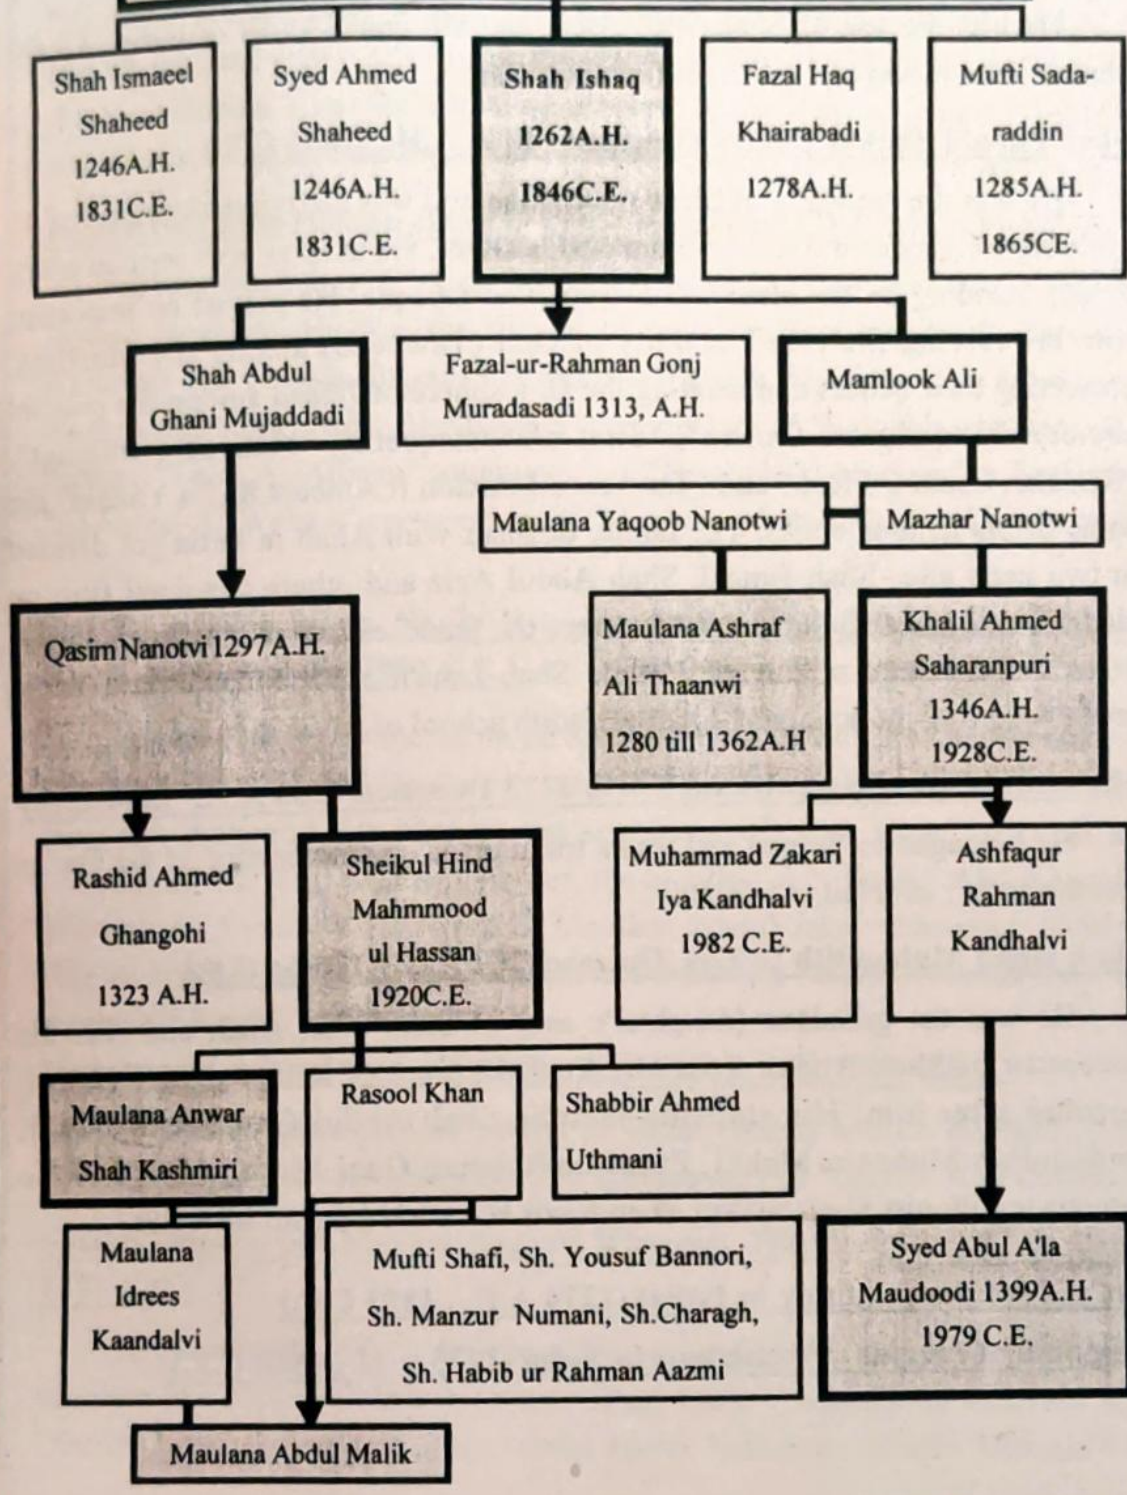 Shah Ismaeel
Shaheed
1246A.H.
1831C.E.
Syed Ahmed
Shaheed
1246A.H.
1831C.E.
Shah Ishaq
1262A.H.
1846C.E.
Fazal Haq
Khairabadi
1278A.H.
Mufti Sada-
raddin
1285A.H.
1865CE.
Shah Abdul
Ghani Mujaddadi
Fazal-ur-Rahman Gonj
Muradasadi 1313, A.H.
Mamlook Ali
Maulana Yaqoob Nanotwi
Mazhar Nanotwi
Qasim Nanotvi 1297A.H.
Maulana Ashraf
Ali Thaanwi
1280 till 1362A.H
Khalil Ahmed
Saharanpuri
1346A.H.
1928C.E.
Rashid Ahmed
Ghangohi
1323 A.H.
Sheikul Hind
Mahmmood
ul Hassan
1920C.E.
Muhammad Zakari
Iya Kandhalvi
1982 C.E.
Ashfaqur
Rahman
Kandhalvi
Maulana Anwar
Shah Kashmiri
Rasool Khan
Shabbir Ahmed
Uthmani
Maulana
Idrees
Kaandalvi
Mufti Shafi, Sh. Yousuf Bannori,
Sh. Manzur Numani, Sh.Charagh,
Sh. Habib ur Rahman Aazmi
Syed Abul A'la
Maudoodi 1399A.H.
1979 C.E.
Maulana Abdul Malik